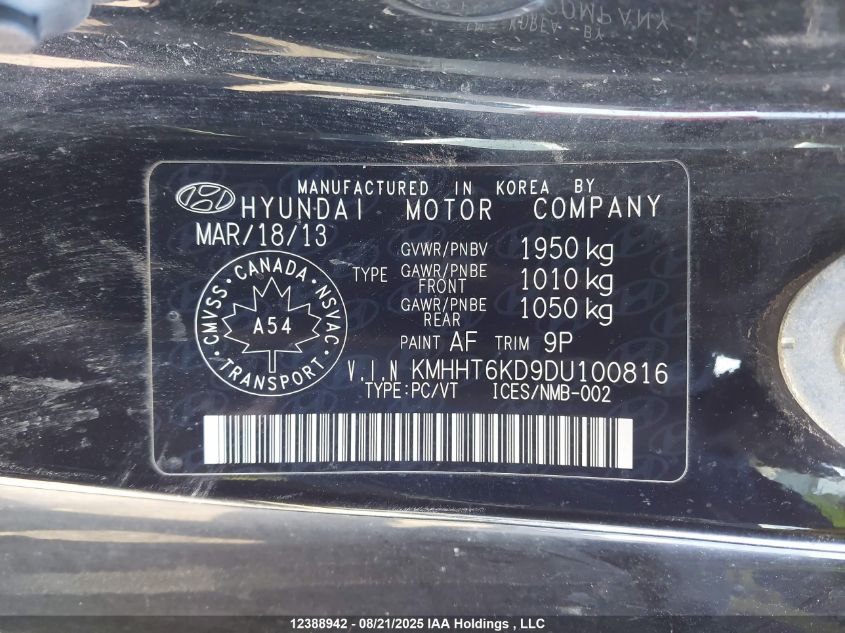 MANUFACTURED IN KOREA BY
HYUNDAI MOTOR COMPANY
MAR/18/13
GVWR/PNBV 1950 kg
TYPE GAWR/PNBE FRONT 1010 kg
GAWR/PNBE REAR 1050 kg
PAINT AF TRIM 9P
CMVSS · CANADA · NSVAC
A54
· TRANSPORT ·
V.I.N KMHHT6KD9DU100816
TYPE:PC/VT ICES/NMB-002
12388942 - 08/21/2025 IAA Holdings , LLC